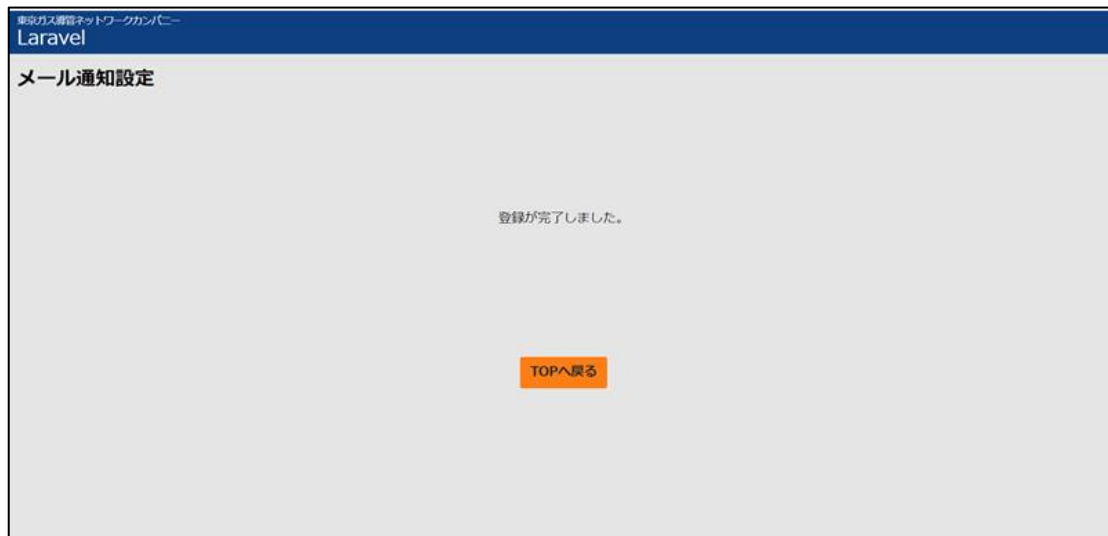 東京ガス導管ネットワークカンパニー
Laravel
メール通知設定
登録が完了しました。
TOPへ戻る